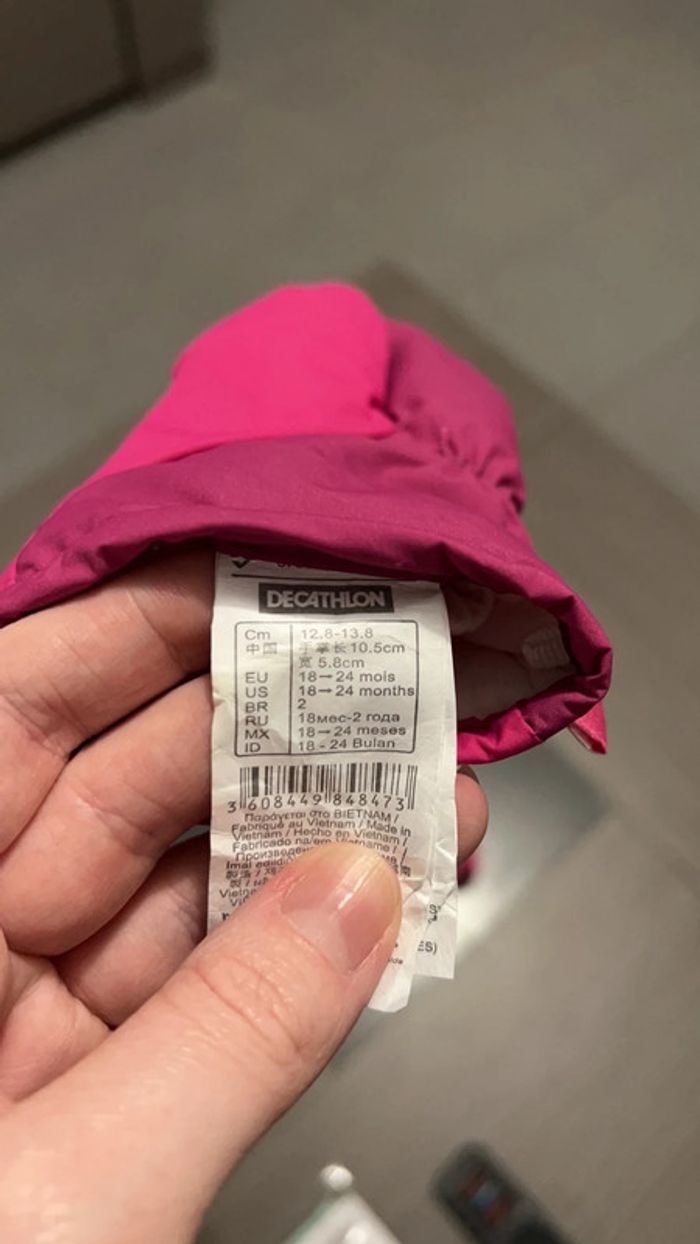 DECATHLON
Cm 12.8-13.8
中国 手掌长 10.5cm
宽 5.8cm
EU 18→24 mois
US 18→24 months
BR 2
RU 18мес-2 года
MX 18→24 meses
ID 18 - 24 Bulan
3 608449 848473
Παράγεται στο ΒΙΕΤΝΑΜ /
Fabriqué au Vietnam / Made in
Vietnam / Hecho en Vietnam /
Fabricado na/em Vietname /
ES)